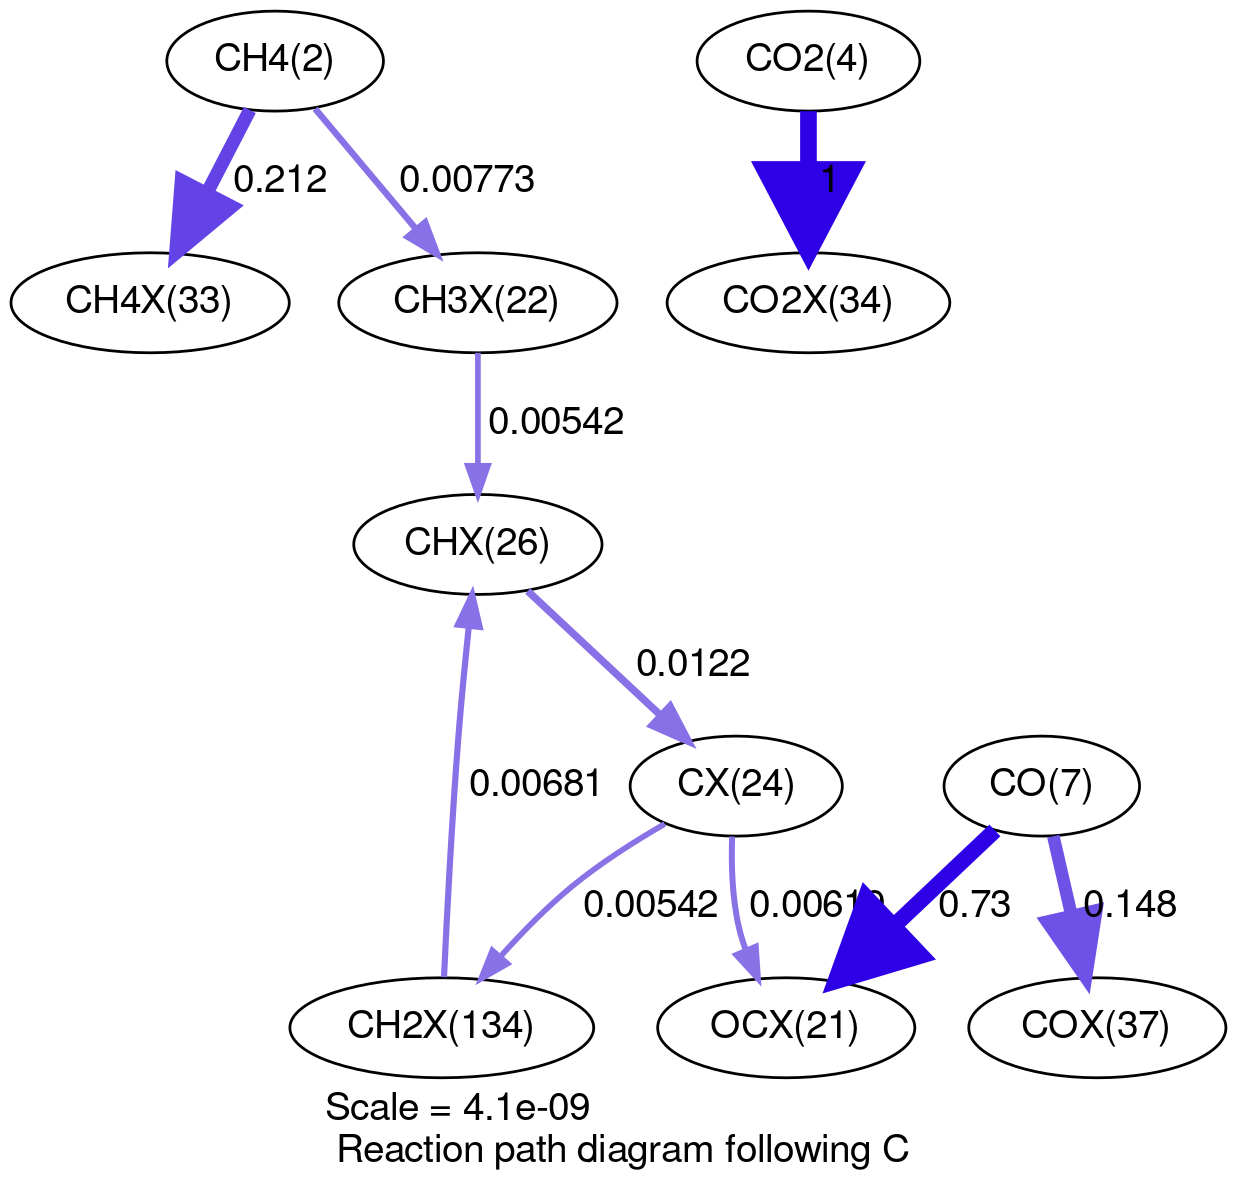 CH4(2)
CO2(4)
0.212
0.00773
1
CH4X(33)
CH3X(22)
CO2X(34)
0.00542
CHX(26)
0.0122
0.00681
CX(24)
CO(7)
0.00542
0.73
0.148
CH2X(134)
OCX(21)
COX(37)
Scale = 4.1e-09
Reaction path diagram following C